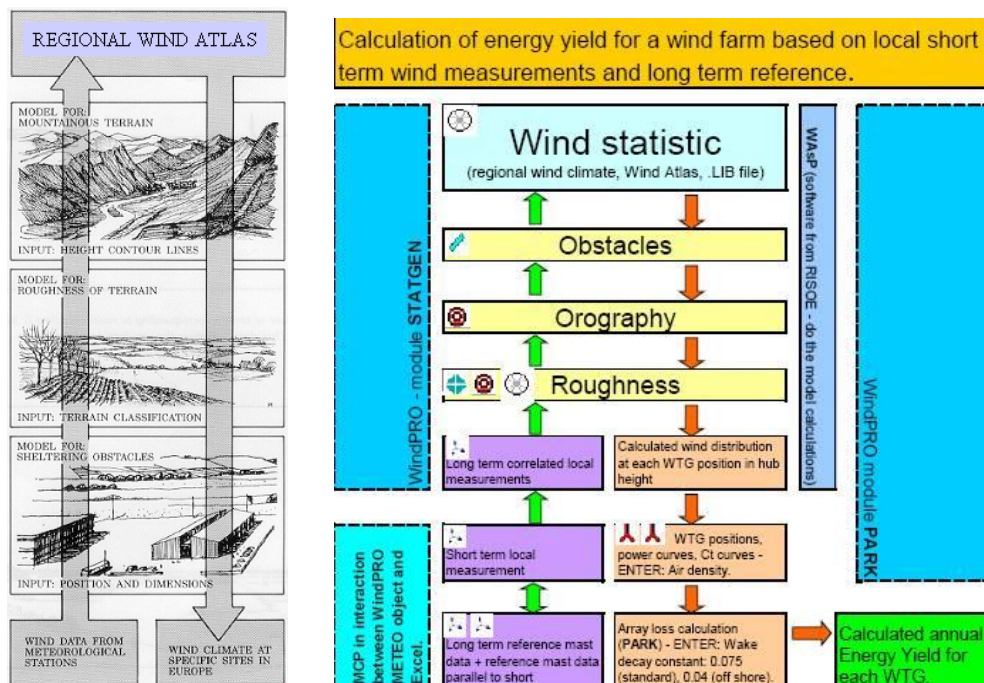 REGIONAL WIND ATLAS
MODEL FOR:
MOUNTAINOUS TERRAIN
INPUT: HEIGHT CONTOUR LINES
MODEL FOR:
ROUGHNESS OF TERRAIN
INPUT: TERRAIN CLASSIFICATION
MODEL FOR:
SHELTERING OBSTACLES
INPUT: POSITION AND DIMENSIONS
WIND DATA FROM
METEOROLOGICAL
STATIONS
WIND CLIMATE AT
SPECIFIC SITES IN
EUROPE
Calculation of energy yield for a wind farm based on local short
term wind measurements and long term reference.
WindPRO - module STATGEN
Wind statistic
(regional wind climate, Wind Atlas, .LIB file)
Obstacles
Orography
Roughness
Long term correlated local
measurements
Calculated wind distribution
at each WTG position in hub
height
WAsP (software from RISOE - do the model calculations)
WindPRO module PARK
MCP in interaction
between WindPRO
METEO object and
Excel.
Short term local
measurement
WTG positions,
power curves, Ct curves -
ENTER: Air density.
Long term reference mast
data + reference mast data
parallel to short
Array loss calculation
(PARK) - ENTER: Wake
decay constant: 0.075
(standard), 0.04 (off shore).
Calculated annual
Energy Yield for
each WTG.